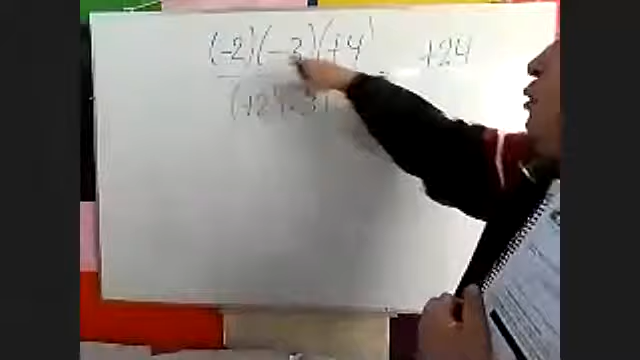 (-2)(-3)(+4) = +24
(+2)(-3)